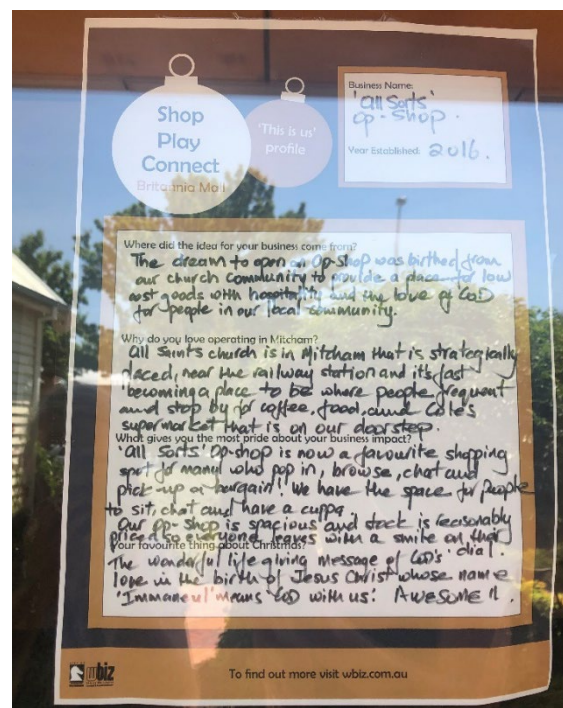 Shop
Play
Connect
Britannia Mall
'This is us'
profile
Business Name:
'All Sorts'
op-shop.
Year Established: 2016.
Where did the idea for your business come from?
The dream to open an Op-Shop was birthed from
our church community to provide a place for low
cost goods with hospitality and the love of GOD
for people in our local community.
Why do you love operating in Mitcham?
All Saints church is in Mitcham that is strategically
placed, near the railway station and its fast
becoming a place to be where people frequent
and stop by for coffee, food, and Coles
supermarket that is on our doorstep.
What gives you the most pride about your business impact?
'All Sorts' Op-shop is now a favourite shopping
spot for many who pop in, browse, chat and
pick-up a bargain! We have the space for people
to sit, chat and have a cuppa.
Our Op-Shop is spacious and stock is reasonably
priced so everyone leaves with a smile on their
dial.
Your favourite thing about Christmas?
The wonderful life giving message of GOD's
love in the birth of Jesus Christ whose name
'Immaneul' means GOD with us! AWESOME!!.
wbiz
To find out more visit wbiz.com.au